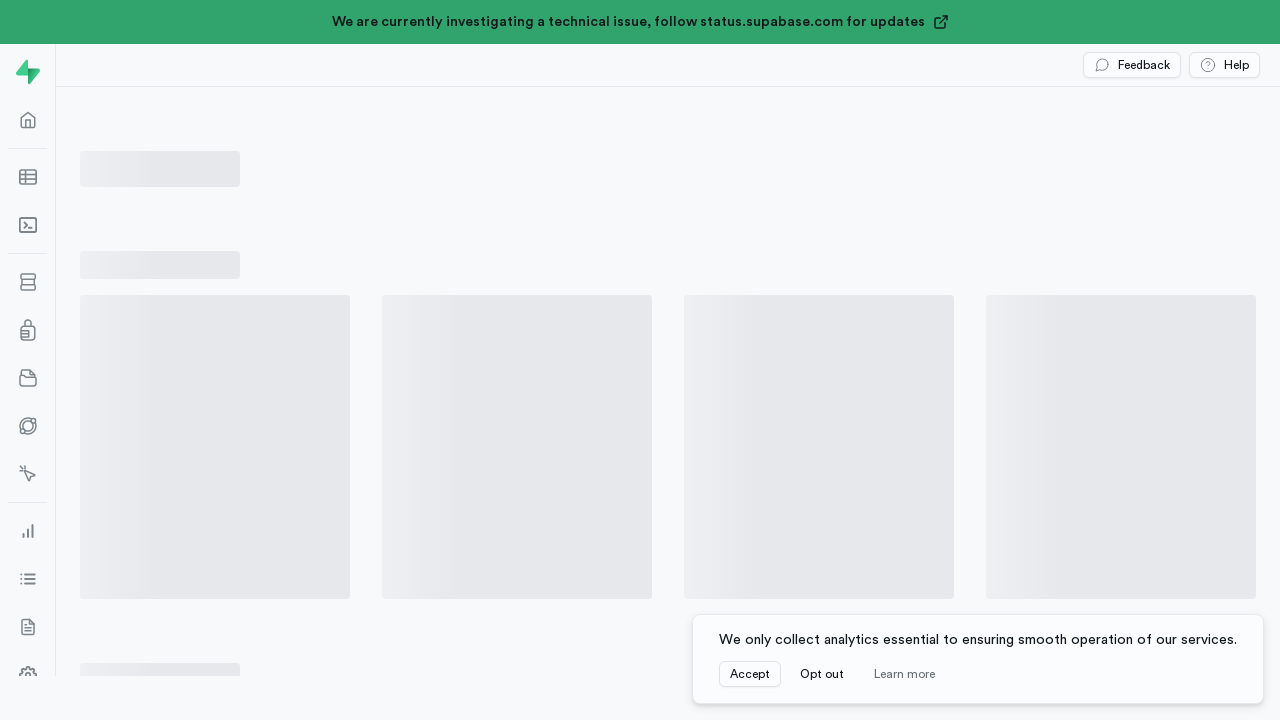 We are currently investigating a technical issue, follow status.supabase.com for updates
Feedback
Help
We only collect analytics essential to ensuring smooth operation of our services.
Accept
Opt out
Learn more